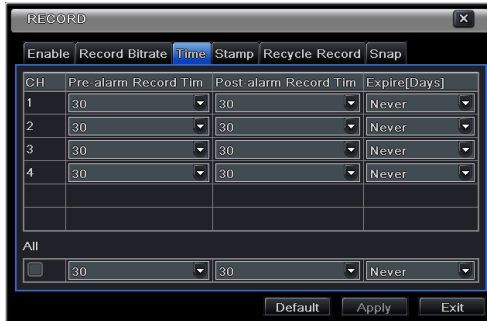 RECORD
Enable Record Bitrate Time Stamp Recycle Record Snap
CH Pre-alarm Record Tim Post-alarm Record Tim Expire[Days]
1 30 30 Never
2 30 30 Never
3 30 30 Never
4 30 30 Never
All
30 30 Never
Default Apply Exit